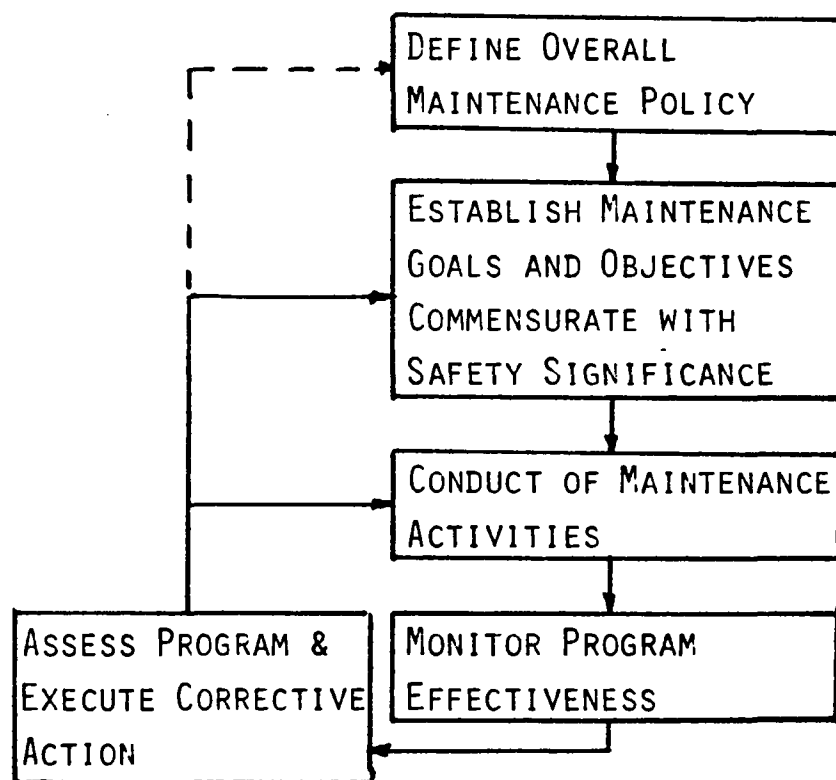 DEFINE OVERALL
MAINTENANCE POLICY
ESTABLISH MAINTENANCE
GOALS AND OBJECTIVES
COMMENSURATE WITH
SAFETY SIGNIFICANCE
CONDUCT OF MAINTENANCE
ACTIVITIES
MONITOR PROGRAM
EFFECTIVENESS
ASSESS PROGRAM &
EXECUTE CORRECTIVE
ACTION